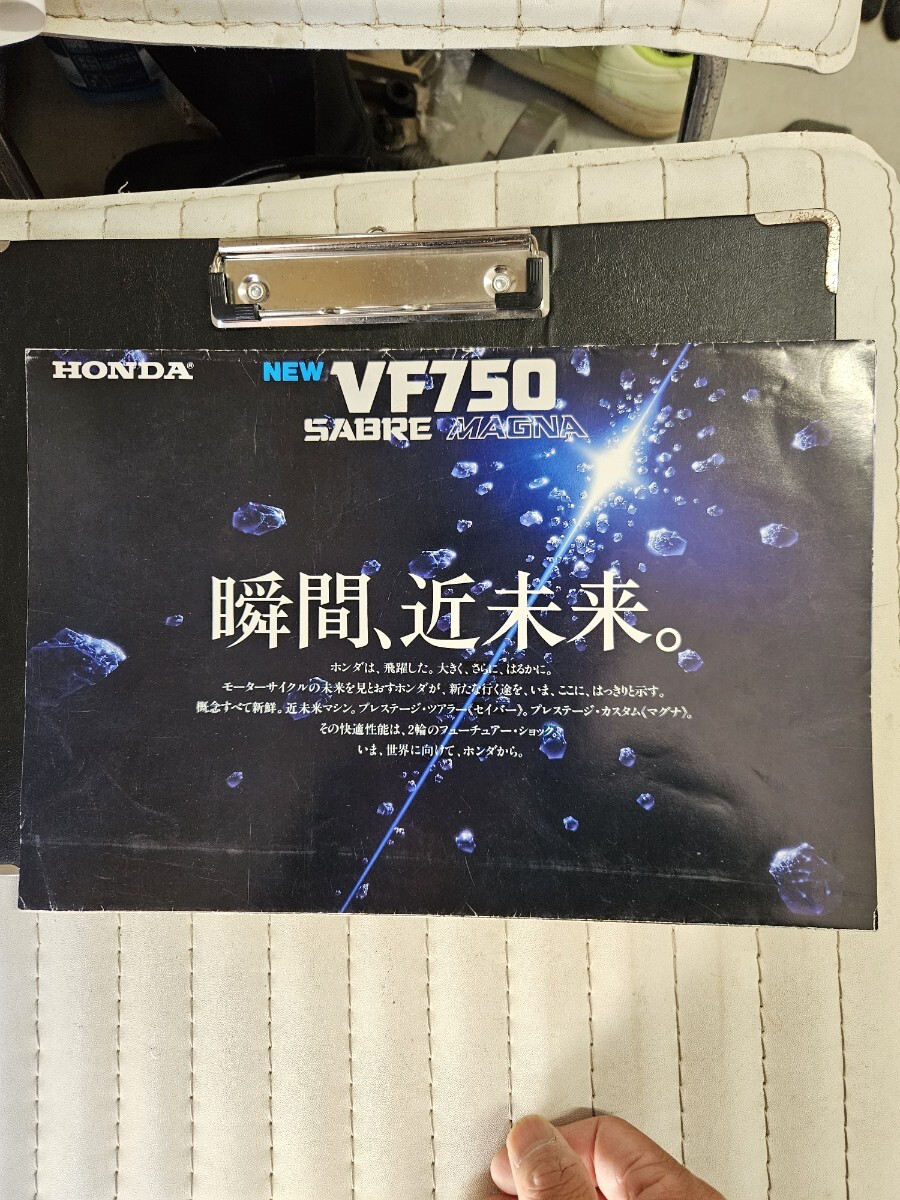 HONDA®
NEW VF750
SABRE MAGNA
瞬間、近未来。
ホンダは、飛躍した。大きく、さらに、はるかに。
モーターサイクルの未来を見とおすホンダが、新たな行く途を、いま、ここに、はっきりと示す。
概念すべて新鮮。近未来マシン。プレステージ・ツアラー《セイバー》。プレステージ・カスタム《マグナ》。
その快適性能は、2輪のフューチュアー・ショック。
いま、世界に向けて、ホンダから。